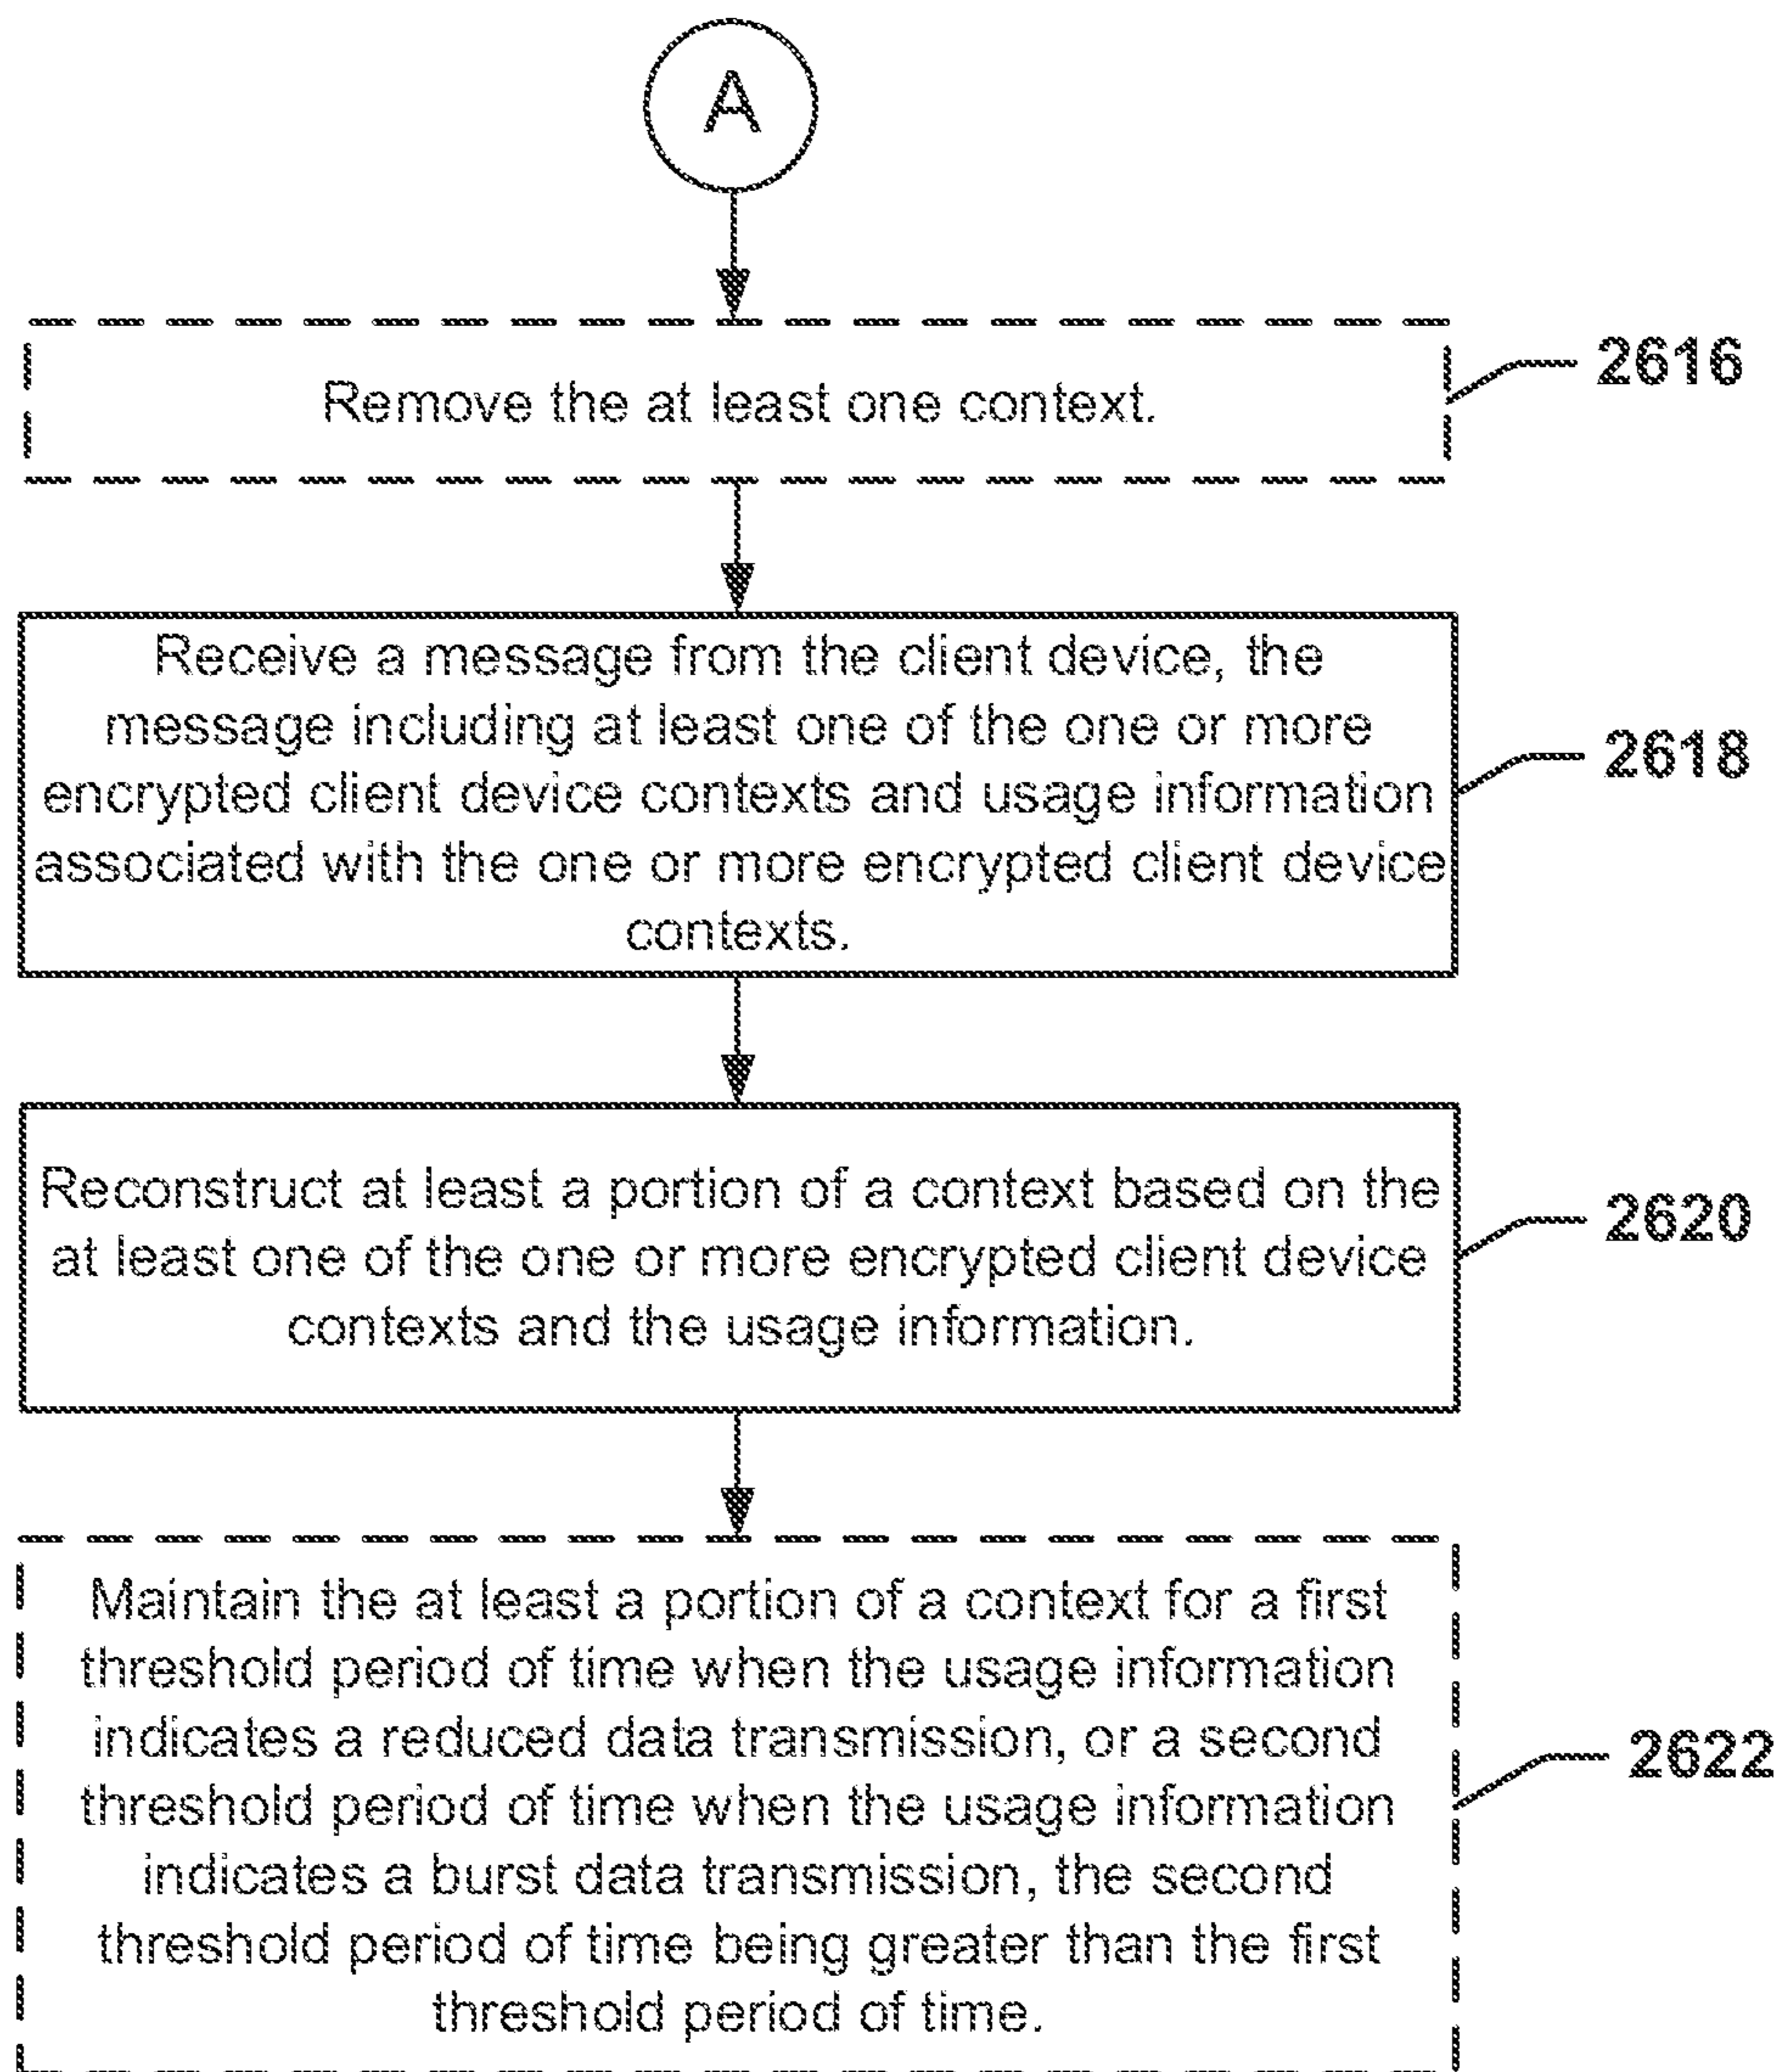 A
Remove the at least one context.
2616
Receive a message from the client device, the
message including at least one of the one or more
encrypted client device contexts and usage information
associated with the one or more encrypted client device
contexts.
2618
Reconstruct at least a portion of a context based on the
at least one of the one or more encrypted client device
contexts and the usage information.
2620
Maintain the at least a portion of a context for a first
threshold period of time when the usage information
indicates a reduced data transmission, or a second
threshold period of time when the usage information
indicates a burst data transmission, the second
threshold period of time being greater than the first
threshold period of time.
2622